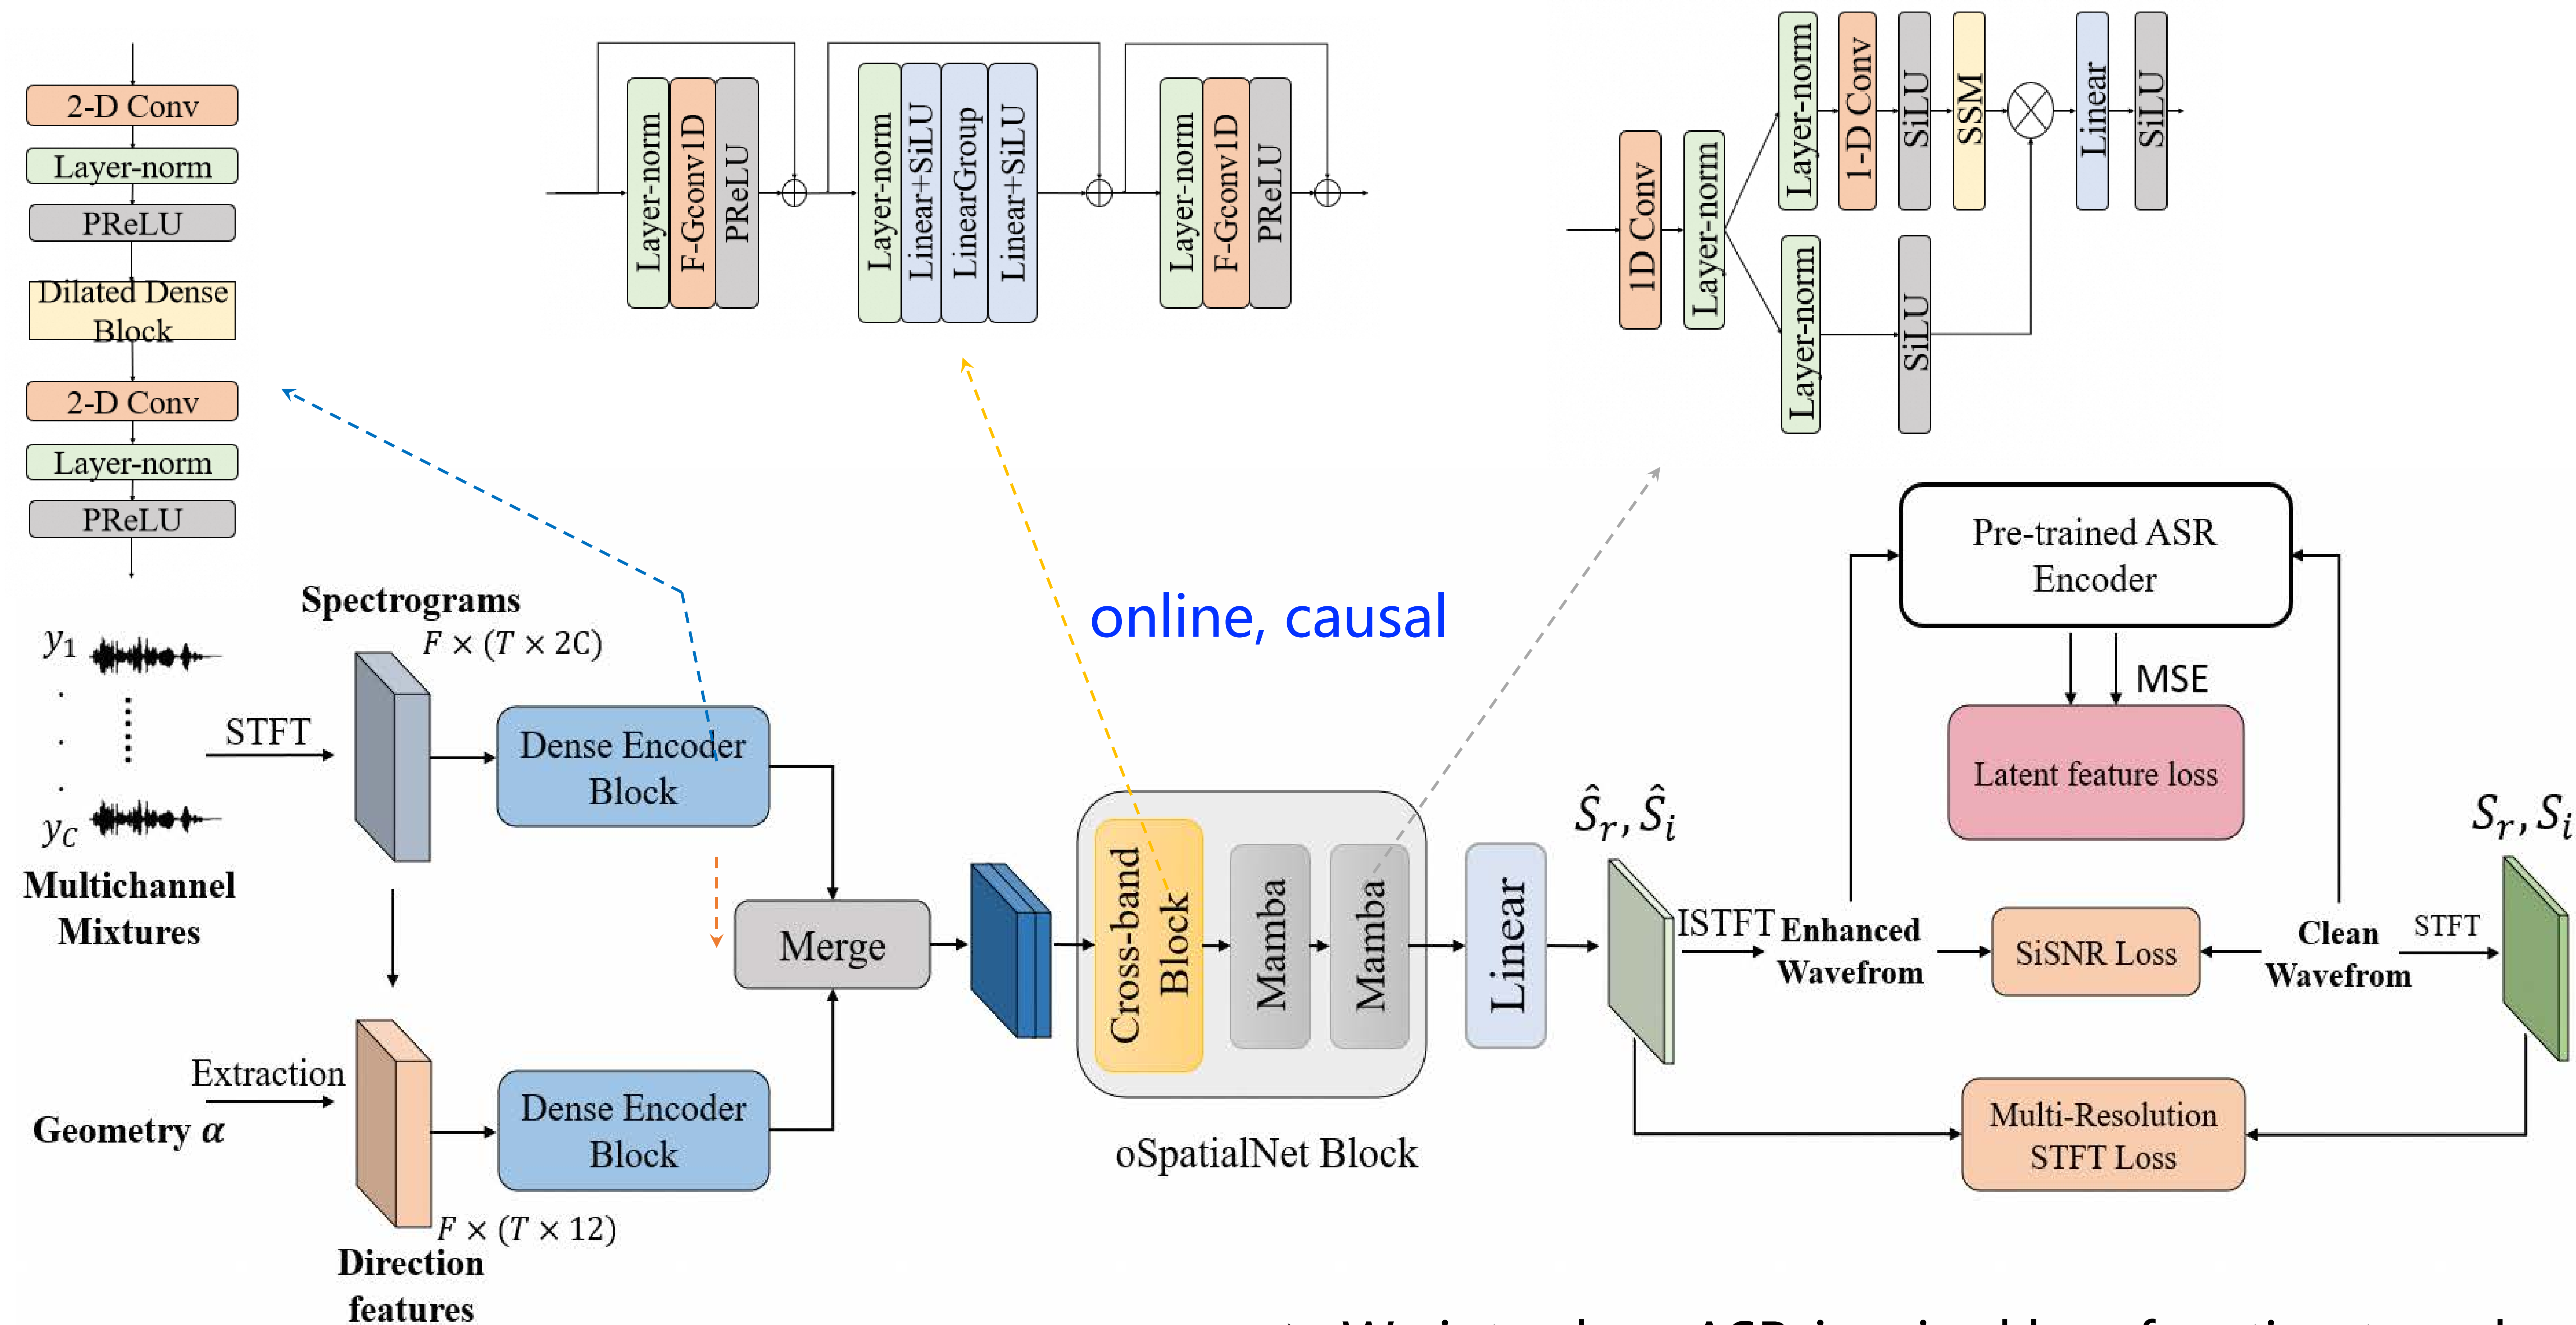 2-D Conv
Layer-norm
PReLU
Dilated Dense
Block
2-D Conv
Layer-norm
PReLU
Layer-norm
F-Gconv1D
PReLU
Layer-norm
Linear+SiLU
LinearGroup
Linear+SiLU
Layer-norm
F-Gconv1D
PReLU
1D Conv
Layer-norm
Layer-norm
1-D Conv
SiLU
SSM
Linear
SiLU
Layer-norm
SiLU
online, causal
Spectrograms
F × (T × 2C)
y₁
y_C
Multichannel
Mixtures
STFT
Dense Encoder
Block
Merge
Geometry α
Extraction
F × (T × 12)
Direction
features
Dense Encoder
Block
Cross-band
Block
Mamba
Mamba
oSpatialNet Block
Linear
Ŝr, Ŝi
ISTFT
Enhanced
Wavefrom
Pre-trained ASR
Encoder
MSE
Latent feature loss
SiSNR Loss
Clean
Wavefrom
STFT
Sr, Si
Multi-Resolution
STFT Loss